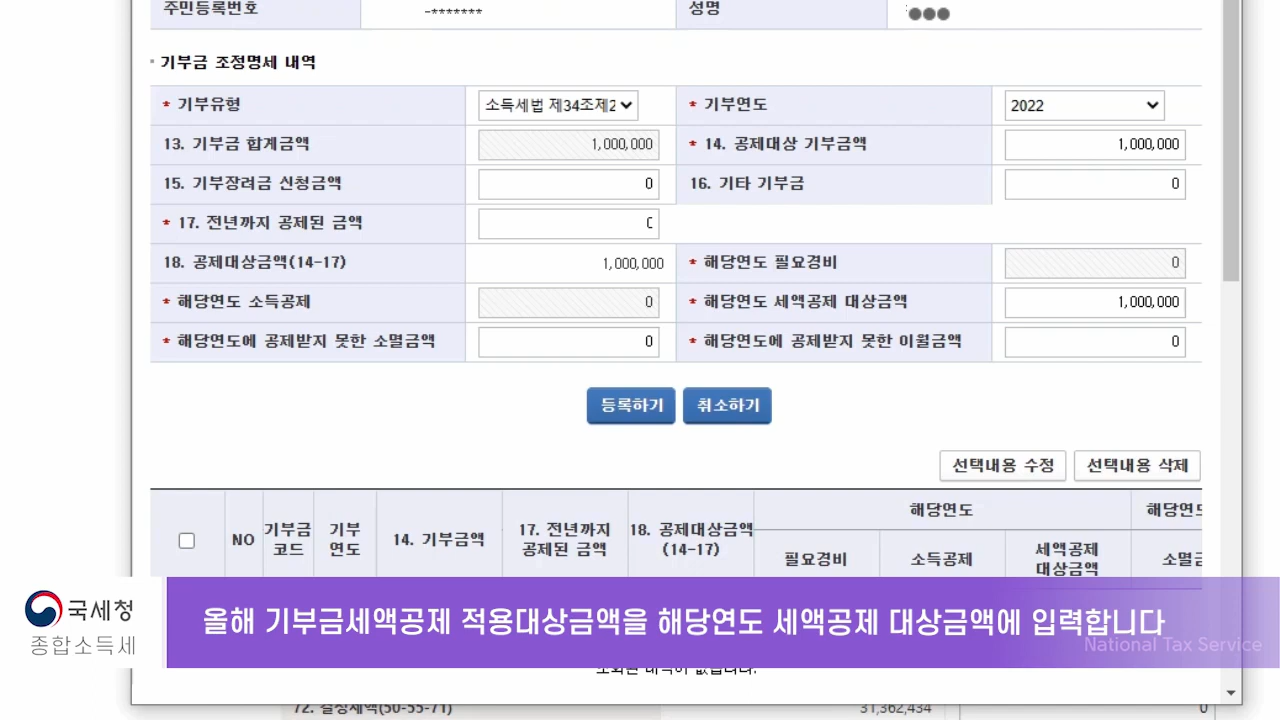 주민등록번호 -******* 성명 ●●●
기부금 조정명세 내역
* 기부유형 소득세법 제34조제2 * 기부연도 2022
13. 기부금 합계금액 1,000,000 * 14. 공제대상 기부금액 1,000,000
15. 기부장려금 신청금액 0 16. 기타 기부금 0
* 17. 전년까지 공제된 금액
18. 공제대상금액(14-17) 1,000,000 * 해당연도 필요경비 0
* 해당연도 소득공제 0 * 해당연도 세액공제 대상금액 1,000,000
* 해당연도에 공제받지 못한 소멸금액 0 * 해당연도에 공제받지 못한 이월금액 0
등록하기 취소하기
선택내용 수정 선택내용 삭제
NO 기부금 코드 기부 연도 14. 기부금액 17. 전년까지 공제된 금액 18. 공제대상금액 (14-17) 해당연도
필요경비 소득공제 세액공제 대상금액
국세청
종합소득세
올해 기부금세액공제 적용대상금액을 해당연도 세액공제 대상금액에 입력합니다
National Tax Service
72. 결정세액(50-55-71) 31,362,434 0